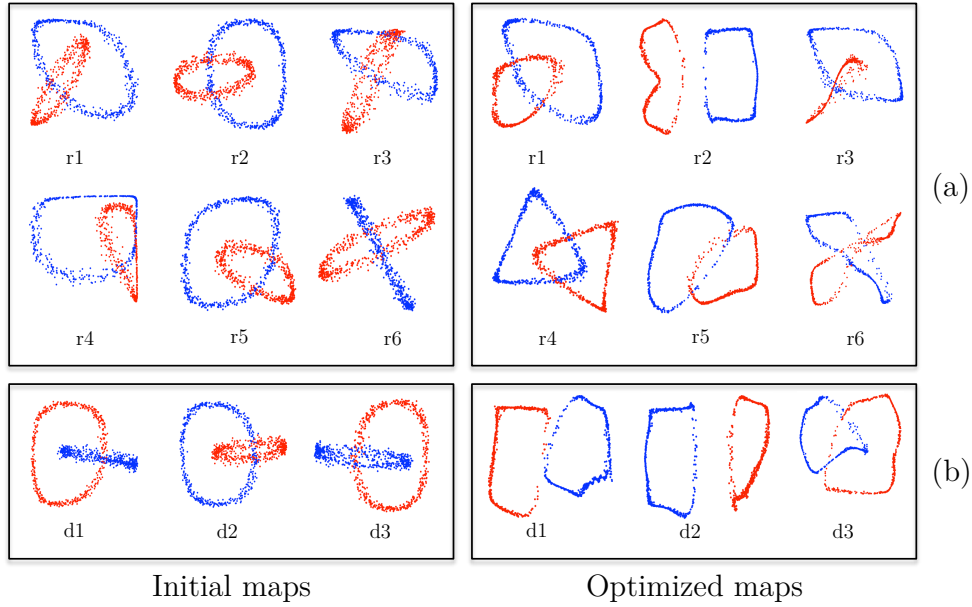 r1 r2 r3 r1 r2 r3
(a)
r4 r5 r6 r4 r5 r6
d1 d2 d3 d1 d2 d3
(b)
Initial maps Optimized maps